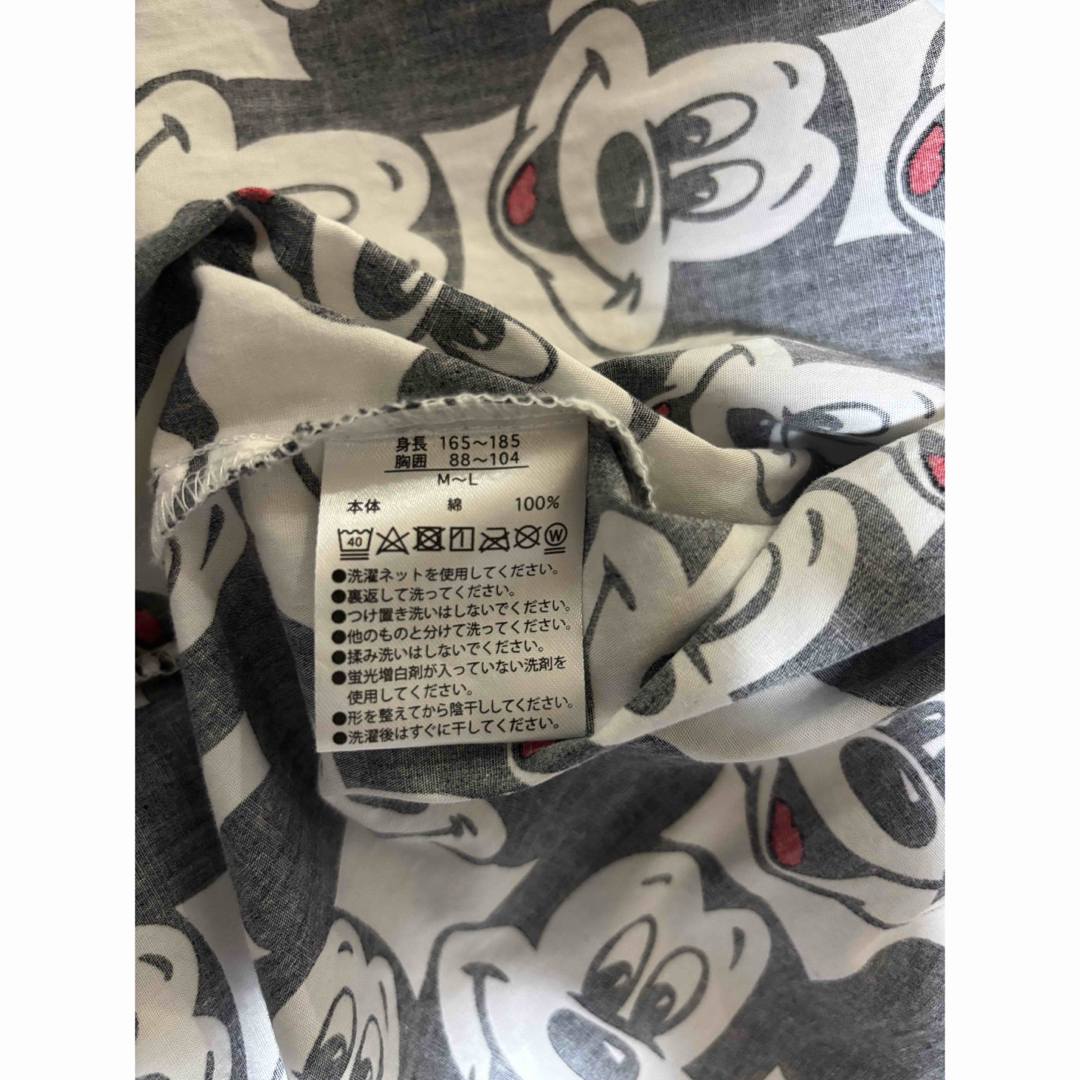 身長 165～185
胸囲 88～104
M～L
本体 綿 100%
40 W
●洗濯ネットを使用してください。
●裏返して洗ってください。
●つけ置き洗いはしないでください。
●他のものと分けて洗ってください。
●揉み洗いはしないでください。
●蛍光増白剤が入っていない洗剤を
使用してください。
●形を整えてから陰干ししてください。
●洗濯後はすぐに干してください。